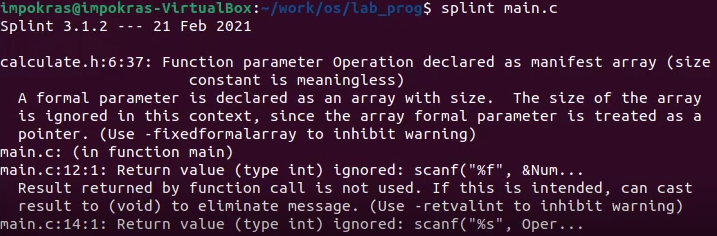 impokras@impokras-VirtualBox:~/work/os/lab_prog$ splint main.c
Splint 3.1.2 --- 21 Feb 2021
calculate.h:6:37: Function parameter Operation declared as manifest array (size
constant is meaningless)
A formal parameter is declared as an array with size.  The size of the array
is ignored in this context, since the array formal parameter is treated as a
pointer. (Use -fixedformalarray to inhibit warning)
main.c: (in function main)
main.c:12:1: Return value (type int) ignored: scanf("%f", &Num...
Result returned by function call is not used. If this is intended, can cast
result to (void) to eliminate message. (Use -retvalint to inhibit warning)
main.c:14:1: Return value (type int) ignored: scanf("%s", Oper...